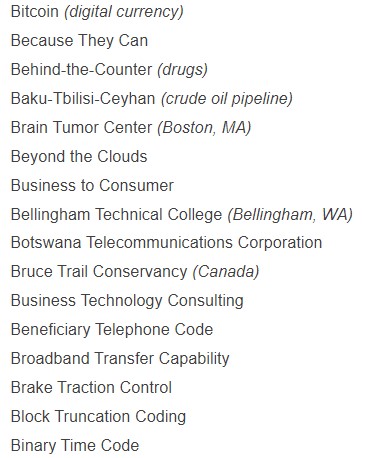 Bitcoin (digital currency)
Because They Can
Behind-the-Counter (drugs)
Baku-Tbilisi-Ceyhan (crude oil pipeline)
Brain Tumor Center (Boston, MA)
Beyond the Clouds
Business to Consumer
Bellingham Technical College (Bellingham, WA)
Botswana Telecommunications Corporation
Bruce Trail Conservancy (Canada)
Business Technology Consulting
Beneficiary Telephone Code
Broadband Transfer Capability
Brake Traction Control
Block Truncation Coding
Binary Time Code